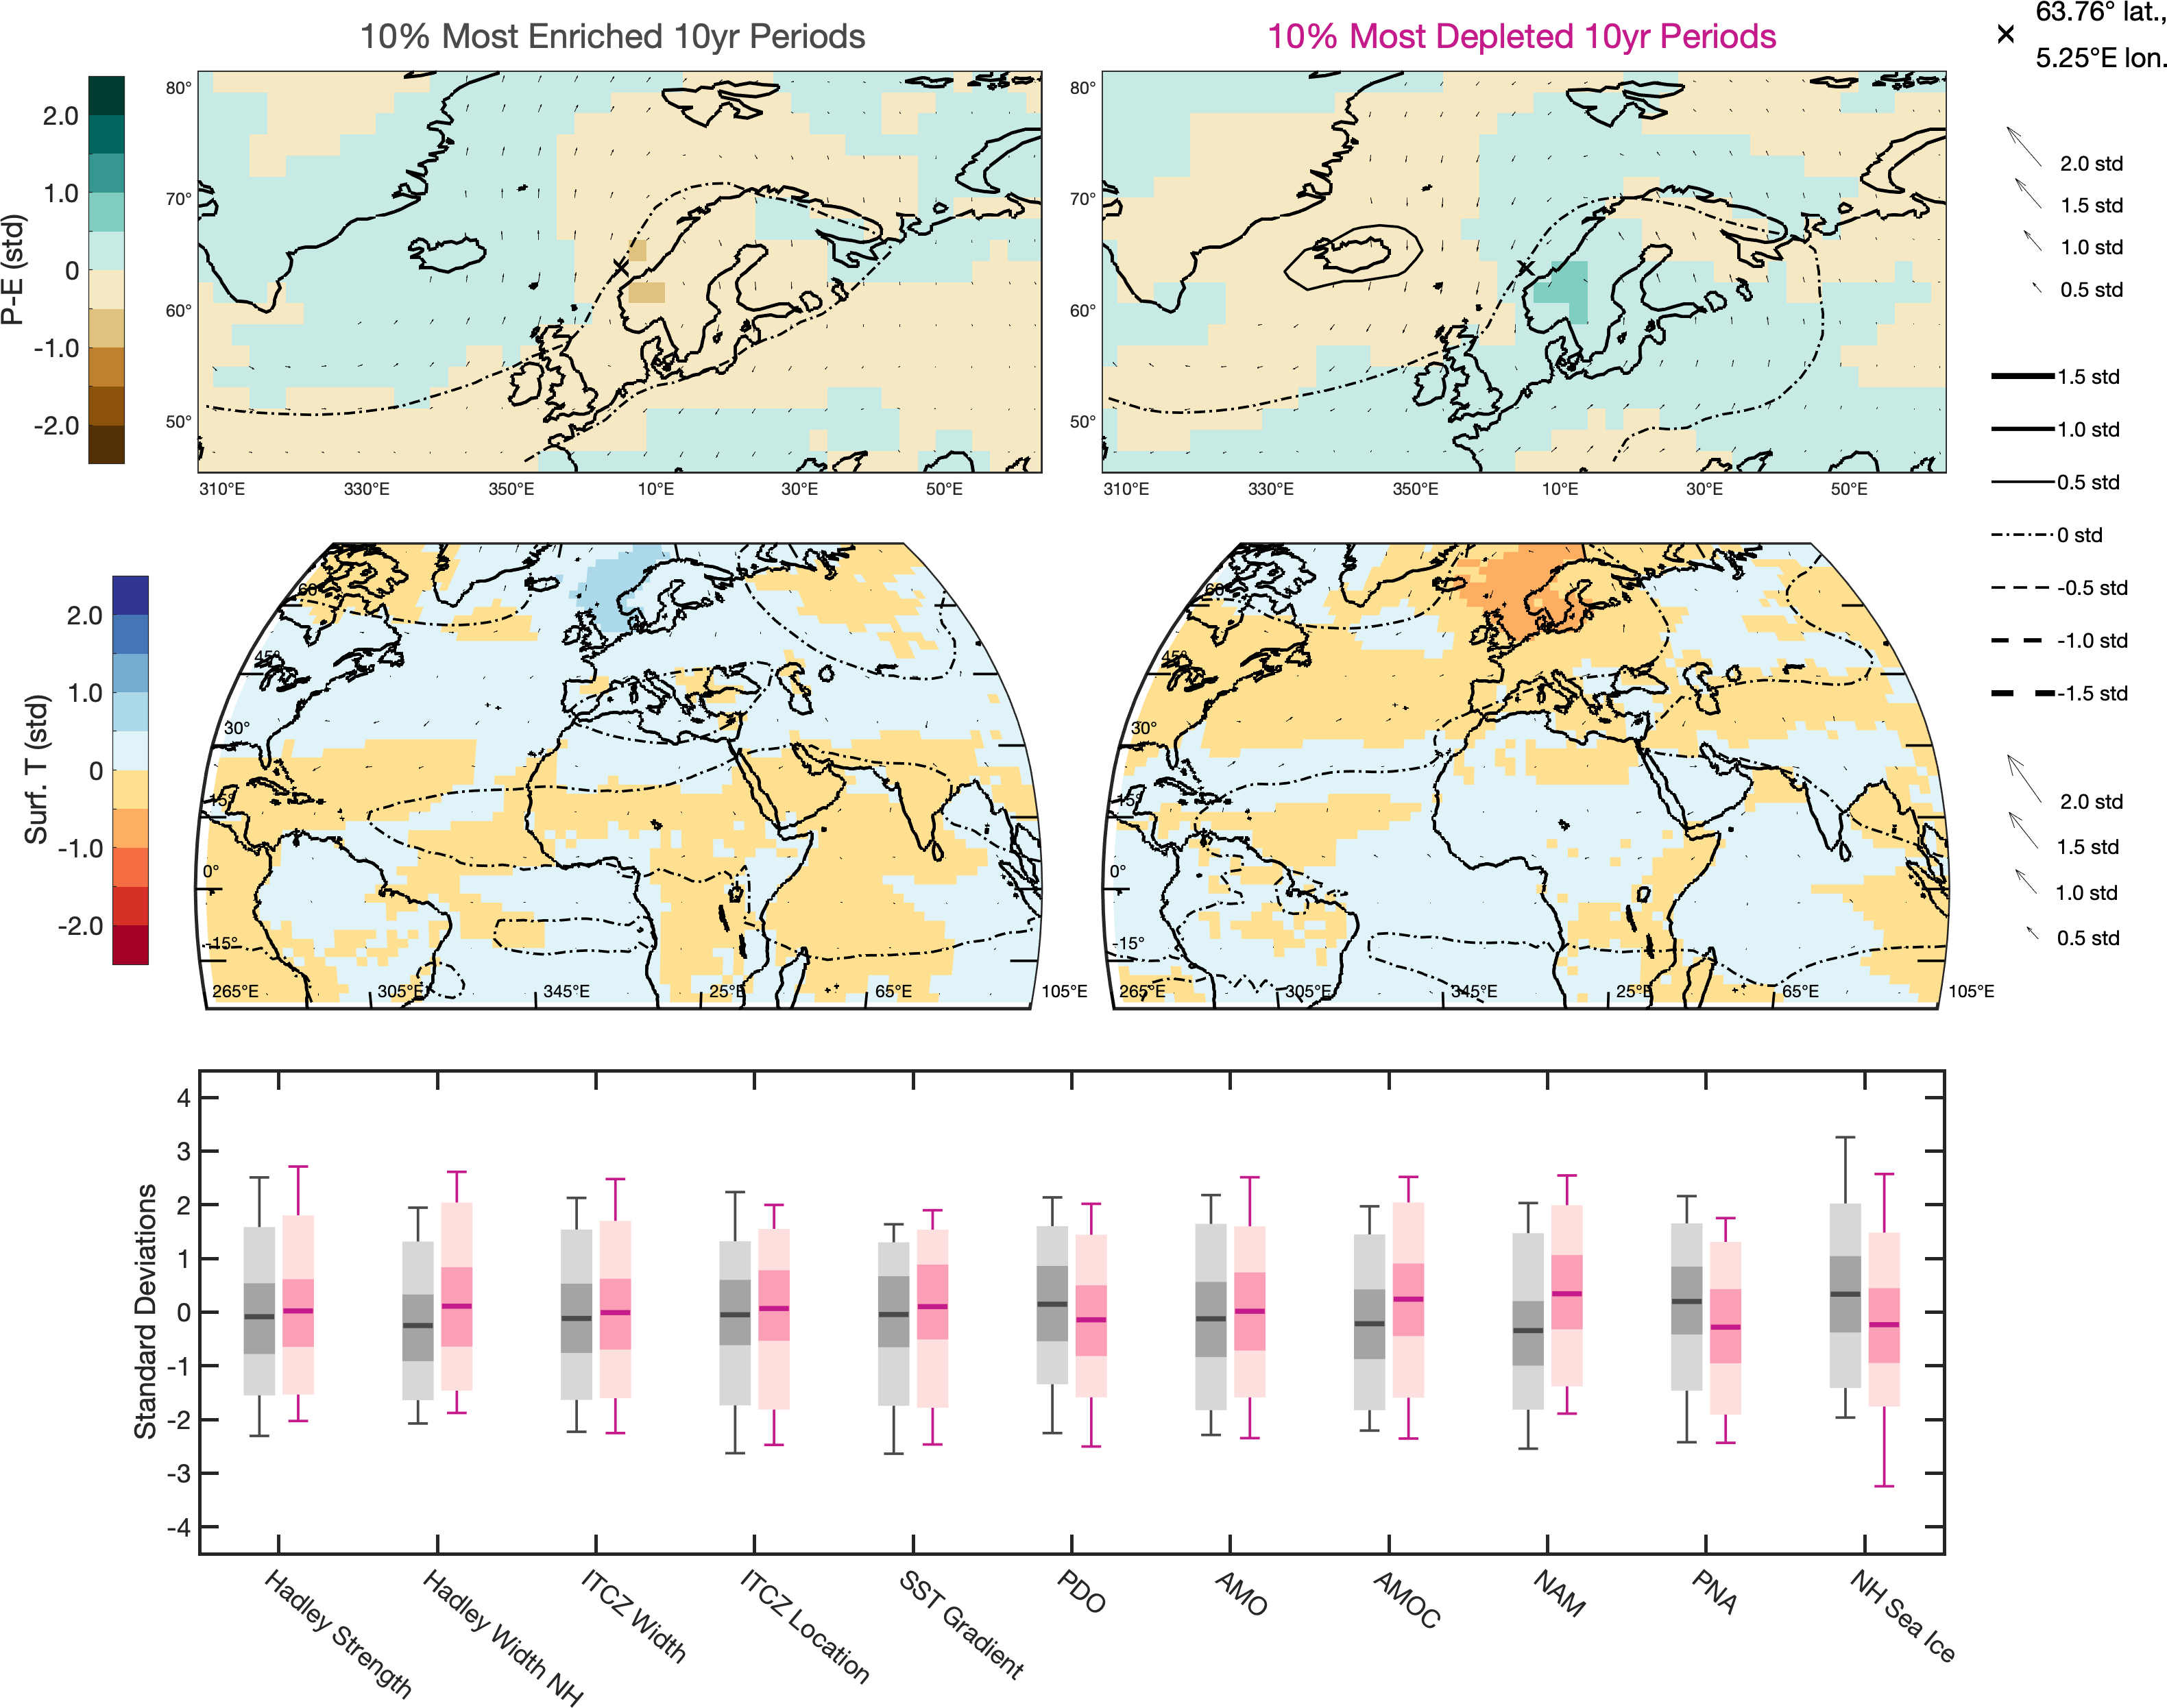 10% Most Enriched 10yr Periods
10% Most Depleted 10yr Periods
63.76° lat.,
5.25°E lon.
P-E (std)
2.0
1.0
0
-1.0
-2.0
80°
70°
60°
50°
310°E 330°E 350°E 10°E 30°E 50°E
80°
70°
60°
50°
310°E 330°E 350°E 10°E 30°E 50°E
2.0 std
1.5 std
1.0 std
0.5 std
1.5 std
1.0 std
0.5 std
0 std
-0.5 std
-1.0 std
-1.5 std
Surf. T (std)
2.0
1.0
0
-1.0
-2.0
60°
45°
30°
15°
0°
-15°
265°E 305°E 345°E 25°E 65°E 105°E
60°
45°
30°
15°
0°
-15°
265°E 305°E 345°E 25°E 65°E 105°E
2.0 std
1.5 std
1.0 std
0.5 std
Standard Deviations
4
3
2
1
0
-1
-2
-3
-4
Hadley Strength
Hadley Width NH
ITCZ Width
ITCZ Location
SST Gradient
PDO
AMO
AMOC
NAM
PNA
NH Sea Ice